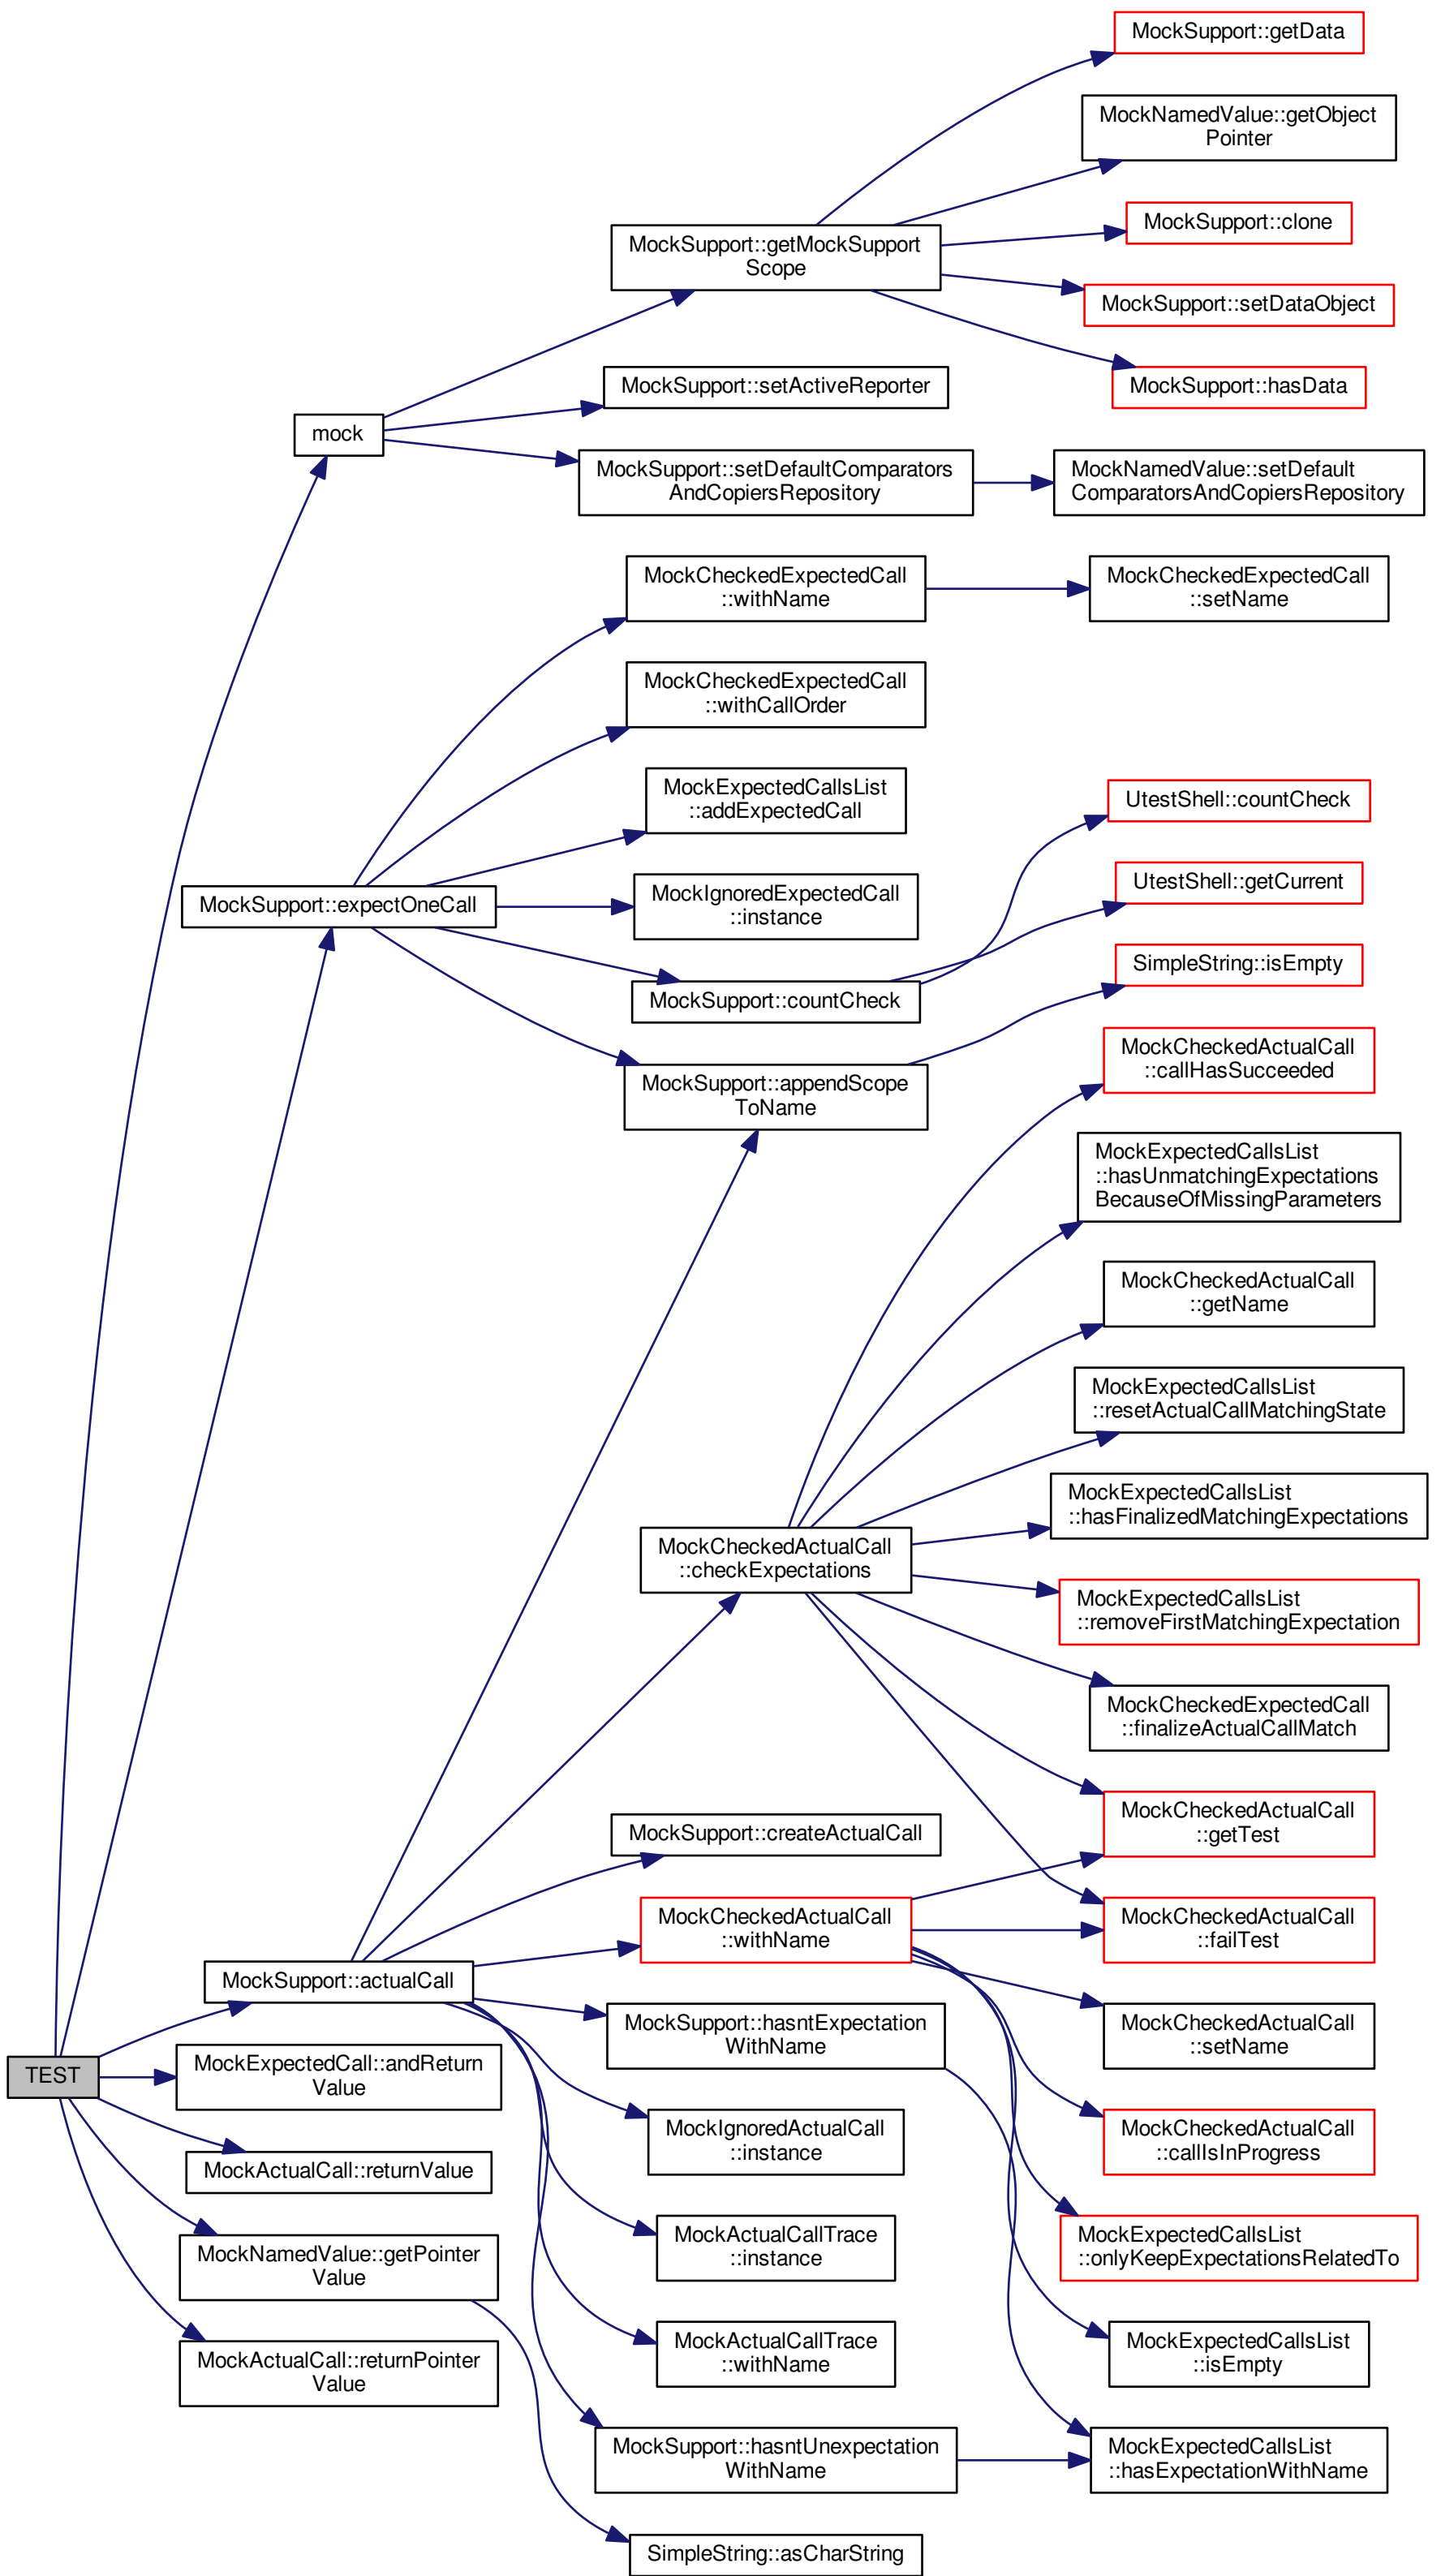 MockSupport::getData
MockNamedValue::getObject
Pointer
MockSupport::getMockSupport
Scope
MockSupport::clone
MockSupport::setDataObject
MockSupport::setActiveReporter
MockSupport::hasData
mock
MockSupport::setDefaultComparators
AndCopiersRepository
MockNamedValue::setDefault
ComparatorsAndCopiersRepository
MockCheckedExpectedCall
::withName
MockCheckedExpectedCall
::setName
MockCheckedExpectedCall
::withCallOrder
MockExpectedCallsList
::addExpectedCall
UtestShell::countCheck
MockSupport::expectOneCall
MockIgnoredExpectedCall
::instance
UtestShell::getCurrent
SimpleString::isEmpty
MockSupport::countCheck
MockSupport::appendScope
ToName
MockCheckedActualCall
::callHasSucceeded
MockExpectedCallsList
::hasUnmatchingExpectations
BecauseOfMissingParameters
MockCheckedActualCall
::getName
MockExpectedCallsList
::resetActualCallMatchingState
MockExpectedCallsList
::hasFinalizedMatchingExpectations
MockCheckedActualCall
::checkExpectations
MockExpectedCallsList
::removeFirstMatchingExpectation
MockCheckedExpectedCall
::finalizeActualCallMatch
MockSupport::createActualCall
MockCheckedActualCall
::getTest
MockCheckedActualCall
::withName
MockCheckedActualCall
::failTest
MockSupport::actualCall
MockSupport::hasntExpectation
WithName
MockCheckedActualCall
::setName
TEST
MockExpectedCall::andReturn
Value
MockIgnoredActualCall
::instance
MockCheckedActualCall
::callIsInProgress
MockActualCall::returnValue
MockActualCallTrace
::instance
MockExpectedCallsList
::onlyKeepExpectationsRelatedTo
MockNamedValue::getPointer
Value
MockActualCallTrace
::withName
MockExpectedCallsList
::isEmpty
MockActualCall::returnPointer
Value
MockSupport::hasntUnexpectation
WithName
MockExpectedCallsList
::hasExpectationWithName
SimpleString::asCharString